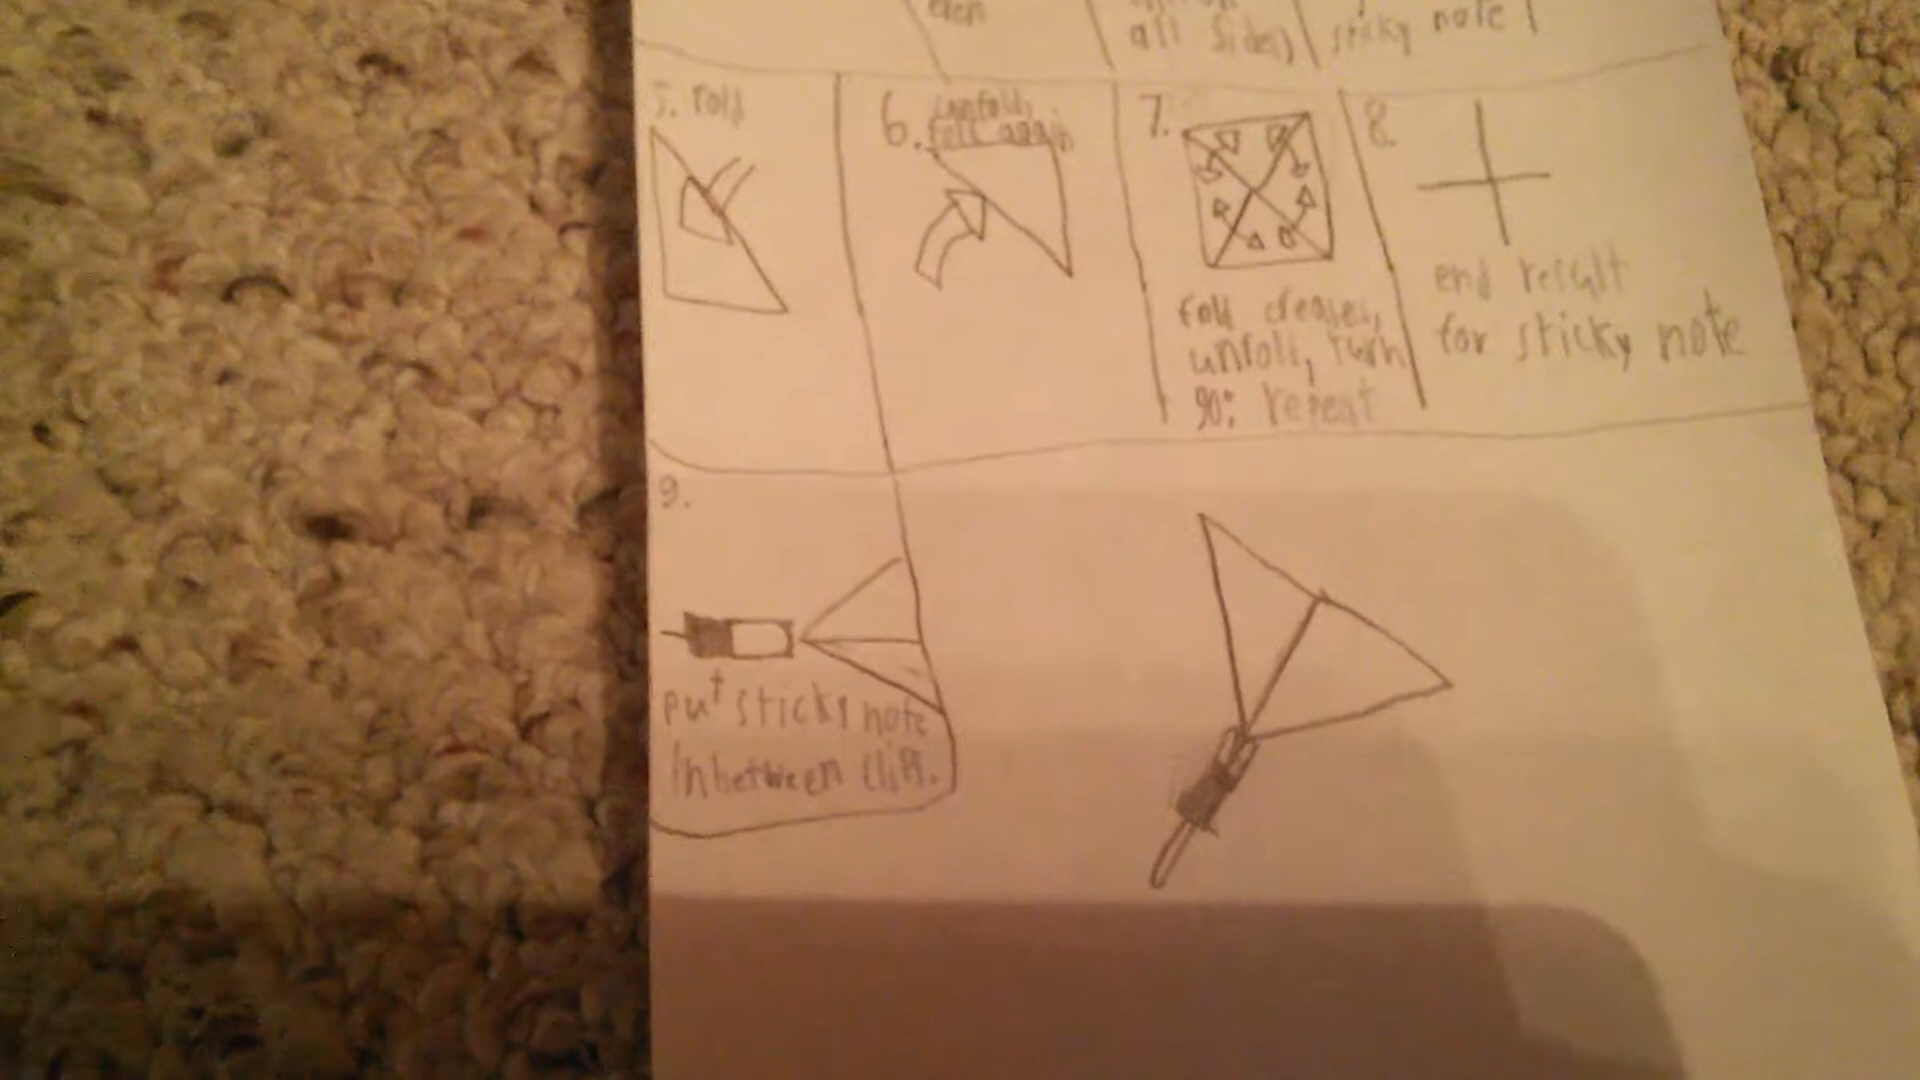 all sides
sticky note
5. Fold
6. unfold,
fold again
7.
fold creases,
unfold, turn
90°, repeat
8.
end result
for sticky note
9.
put sticky note
inbetween